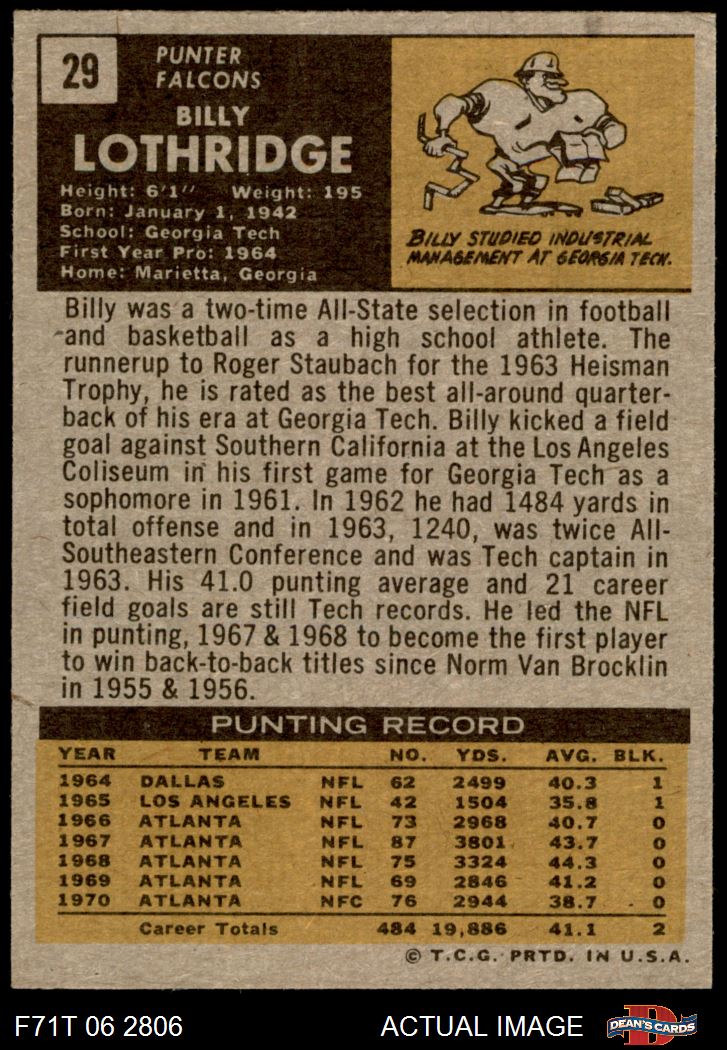 29
PUNTER
FALCONS
BILLY
LOTHRIDGE
Height: 6'1" Weight: 195
Born: January 1, 1942
School: Georgia Tech
First Year Pro: 1964
Home: Marietta, Georgia
BILLY STUDIED INDUSTRIAL
MANAGEMENT AT GEORGIA TECH.
Billy was a two-time All-State selection in football
and basketball as a high school athlete. The
runnerup to Roger Staubach for the 1963 Heisman
Trophy, he is rated as the best all-around quarter-
back of his era at Georgia Tech. Billy kicked a field
goal against Southern California at the Los Angeles
Coliseum in his first game for Georgia Tech as a
sophomore in 1961. In 1962 he had 1484 yards in
total offense and in 1963, 1240, was twice All-
Southeastern Conference and was Tech captain in
1963. His 41.0 punting average and 21 career
field goals are still Tech records. He led the NFL
in punting, 1967 & 1968 to become the first player
to win back-to-back titles since Norm Van Brocklin
in 1955 & 1956.
PUNTING RECORD
YEAR TEAM NO. YDS. AVG. BLK.
1964 DALLAS NFL 62 2499 40.3 1
1965 LOS ANGELES NFL 42 1504 35.8 1
1966 ATLANTA NFL 73 2968 40.7 0
1967 ATLANTA NFL 87 3801 43.7 0
1968 ATLANTA NFL 75 3324 44.3 0
1969 ATLANTA NFL 69 2846 41.2 0
1970 ATLANTA NFC 76 2944 38.7 0
Career Totals 484 19,886 41.1 2
© T.C.G. PRTD. IN U.S.A.
F71T 06 2806 ACTUAL IMAGE D DEAN'S CARDS